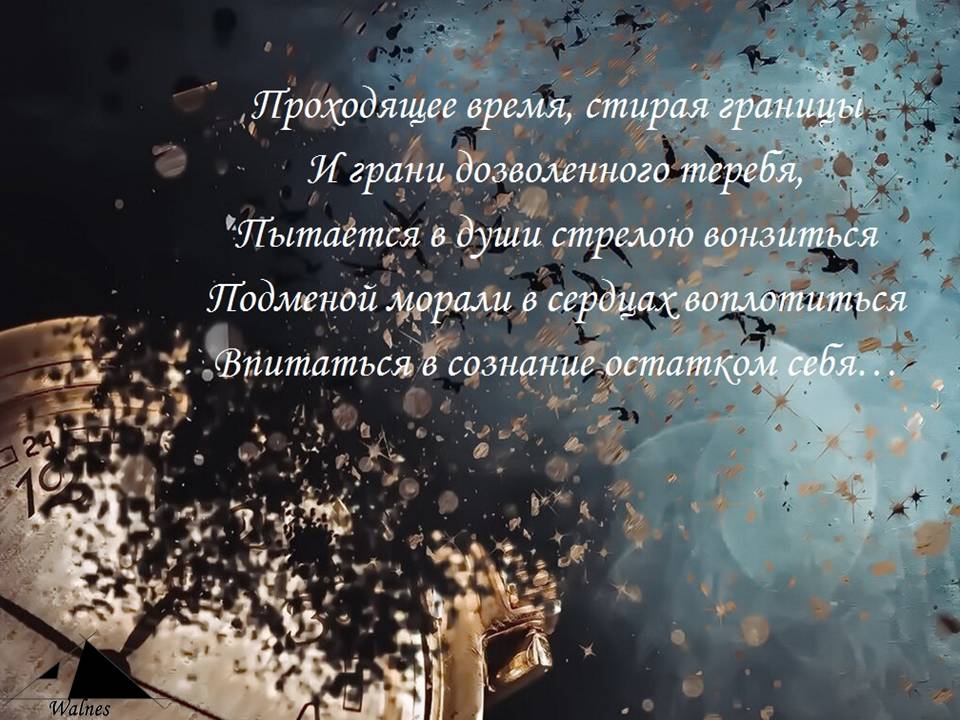 Проходящее время, стирая границы
И грани дозволенного теребя,
Пытается в души стрелою вонзиться
Подменой морали в сердцах воплотиться
Впитаться в сознание остатком себя…
24
Walnes